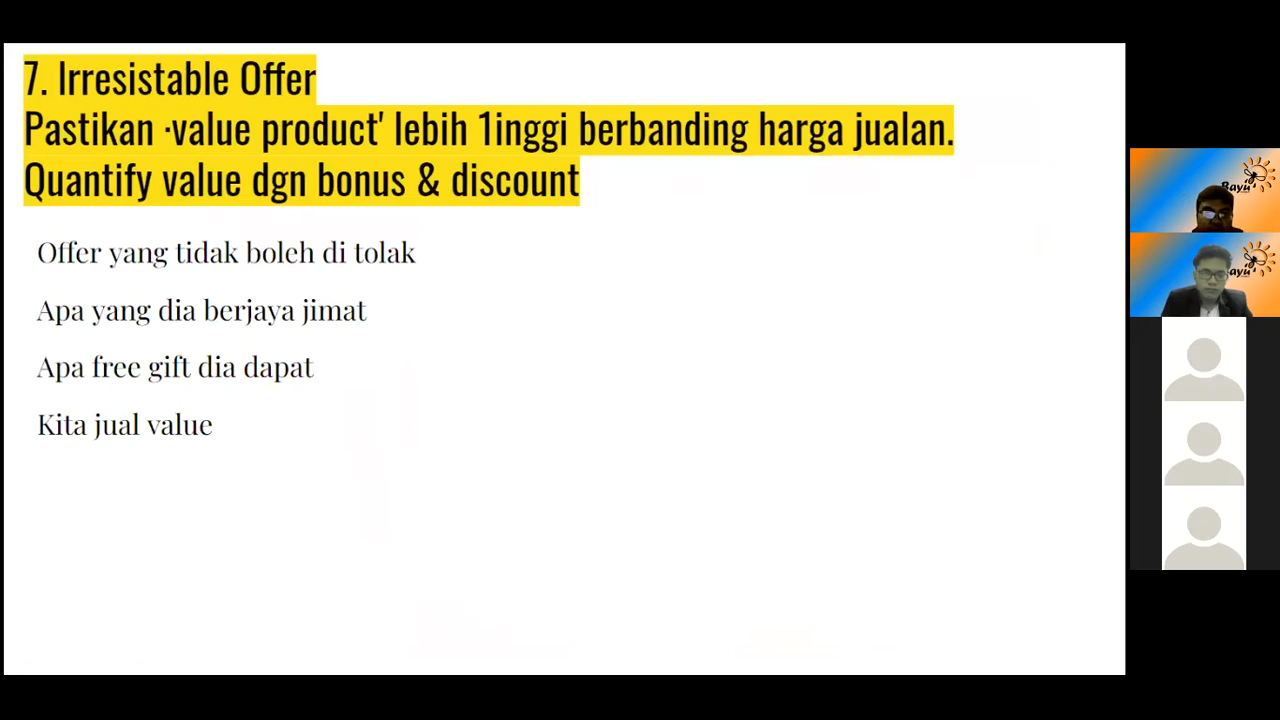 7. Irresistable Offer
Pastikan ·value product' lebih 1inggi berbanding harga jualan.
Quantify value dgn bonus & discount
Offer yang tidak boleh di tolak
Apa yang dia berjaya jimat
Apa free gift dia dapat
Kita jual value
Bayu